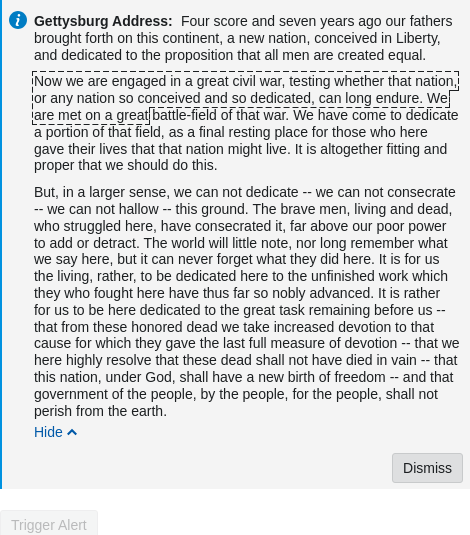 Gettysburg Address: Four score and seven years ago our fathers
brought forth on this continent, a new nation, conceived in Liberty,
and dedicated to the proposition that all men are created equal.
Now we are engaged in a great civil war, testing whether that nation,
or any nation so conceived and so dedicated, can long endure. We
are met on a great battle-field of that war. We have come to dedicate
a portion of that field, as a final resting place for those who here
gave their lives that that nation might live. It is altogether fitting and
proper that we should do this.
But, in a larger sense, we can not dedicate -- we can not consecrate
-- we can not hallow -- this ground. The brave men, living and dead,
who struggled here, have consecrated it, far above our poor power
to add or detract. The world will little note, nor long remember what
we say here, but it can never forget what they did here. It is for us
the living, rather, to be dedicated here to the unfinished work which
they who fought here have thus far so nobly advanced. It is rather
for us to be here dedicated to the great task remaining before us --
that from these honored dead we take increased devotion to that
cause for which they gave the last full measure of devotion -- that we
here highly resolve that these dead shall not have died in vain -- that
this nation, under God, shall have a new birth of freedom -- and that
government of the people, by the people, for the people, shall not
perish from the earth.
Hide
Dismiss
Trigger Alert